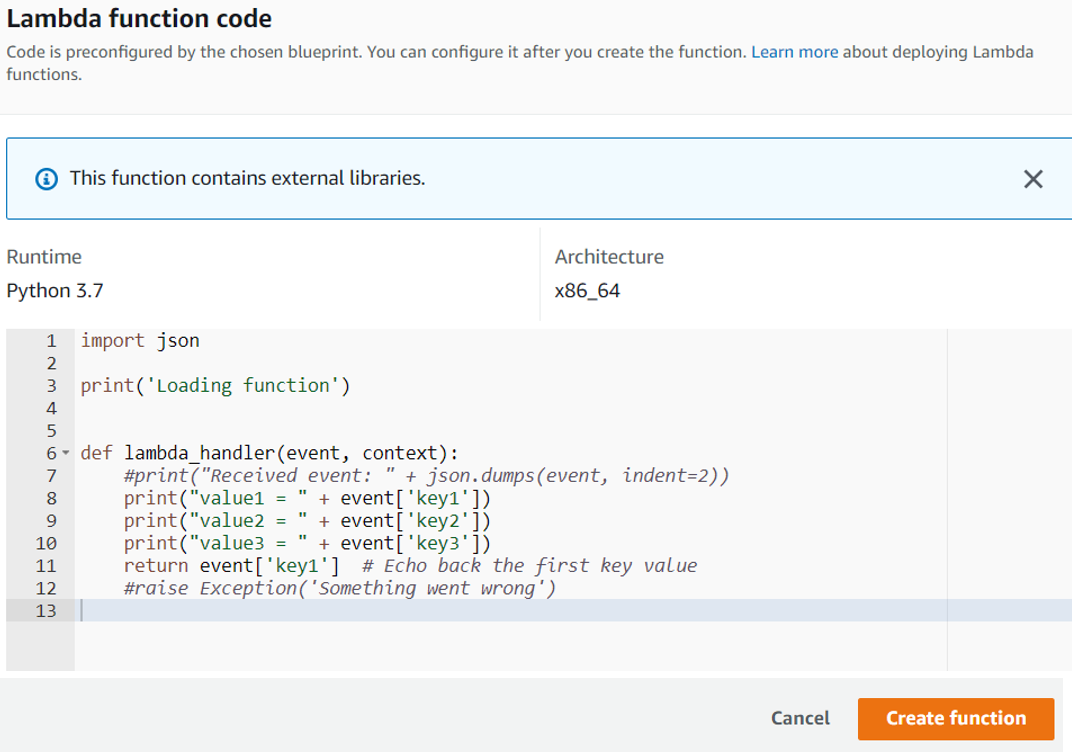 Lambda function code
Code is preconfigured by the chosen blueprint. You can configure it after you create the function. Learn more about deploying Lambda
functions.
This function contains external libraries.
Runtime
Python 3.7
Architecture
x86_64
1 import json
2
3 print('Loading function')
4
5
6 def lambda_handler(event, context):
7     #print("Received event: " + json.dumps(event, indent=2))
8     print("value1 = " + event['key1'])
9     print("value2 = " + event['key2'])
10     print("value3 = " + event['key3'])
11     return event['key1']  # Echo back the first key value
12     #raise Exception('Something went wrong')
13
Cancel
Create function